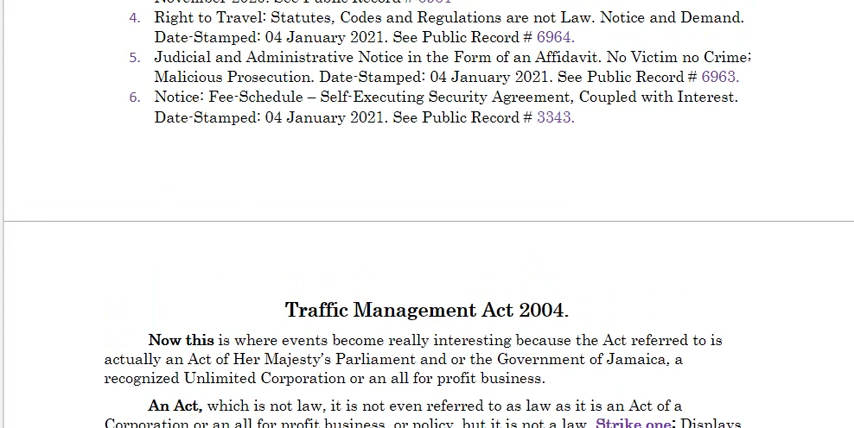 4. Right to Travel: Statutes, Codes and Regulations are not Law. Notice and Demand.
Date-Stamped: 04 January 2021. See Public Record # 6964.
5. Judicial and Administrative Notice in the Form of an Affidavit. No Victim no Crime;
Malicious Prosecution. Date-Stamped: 04 January 2021. See Public Record # 6963.
6. Notice: Fee-Schedule – Self-Executing Security Agreement, Coupled with Interest.
Date-Stamped: 04 January 2021. See Public Record # 3343.
Traffic Management Act 2004.
Now this is where events become really interesting because the Act referred to is
actually an Act of Her Majesty's Parliament and or the Government of Jamaica, a
recognized Unlimited Corporation or an all for profit business.
An Act, which is not law, it is not even referred to as law as it is an Act of a
Corporation or an all for profit business, or policy, but it is not a law. Strike one: Displays